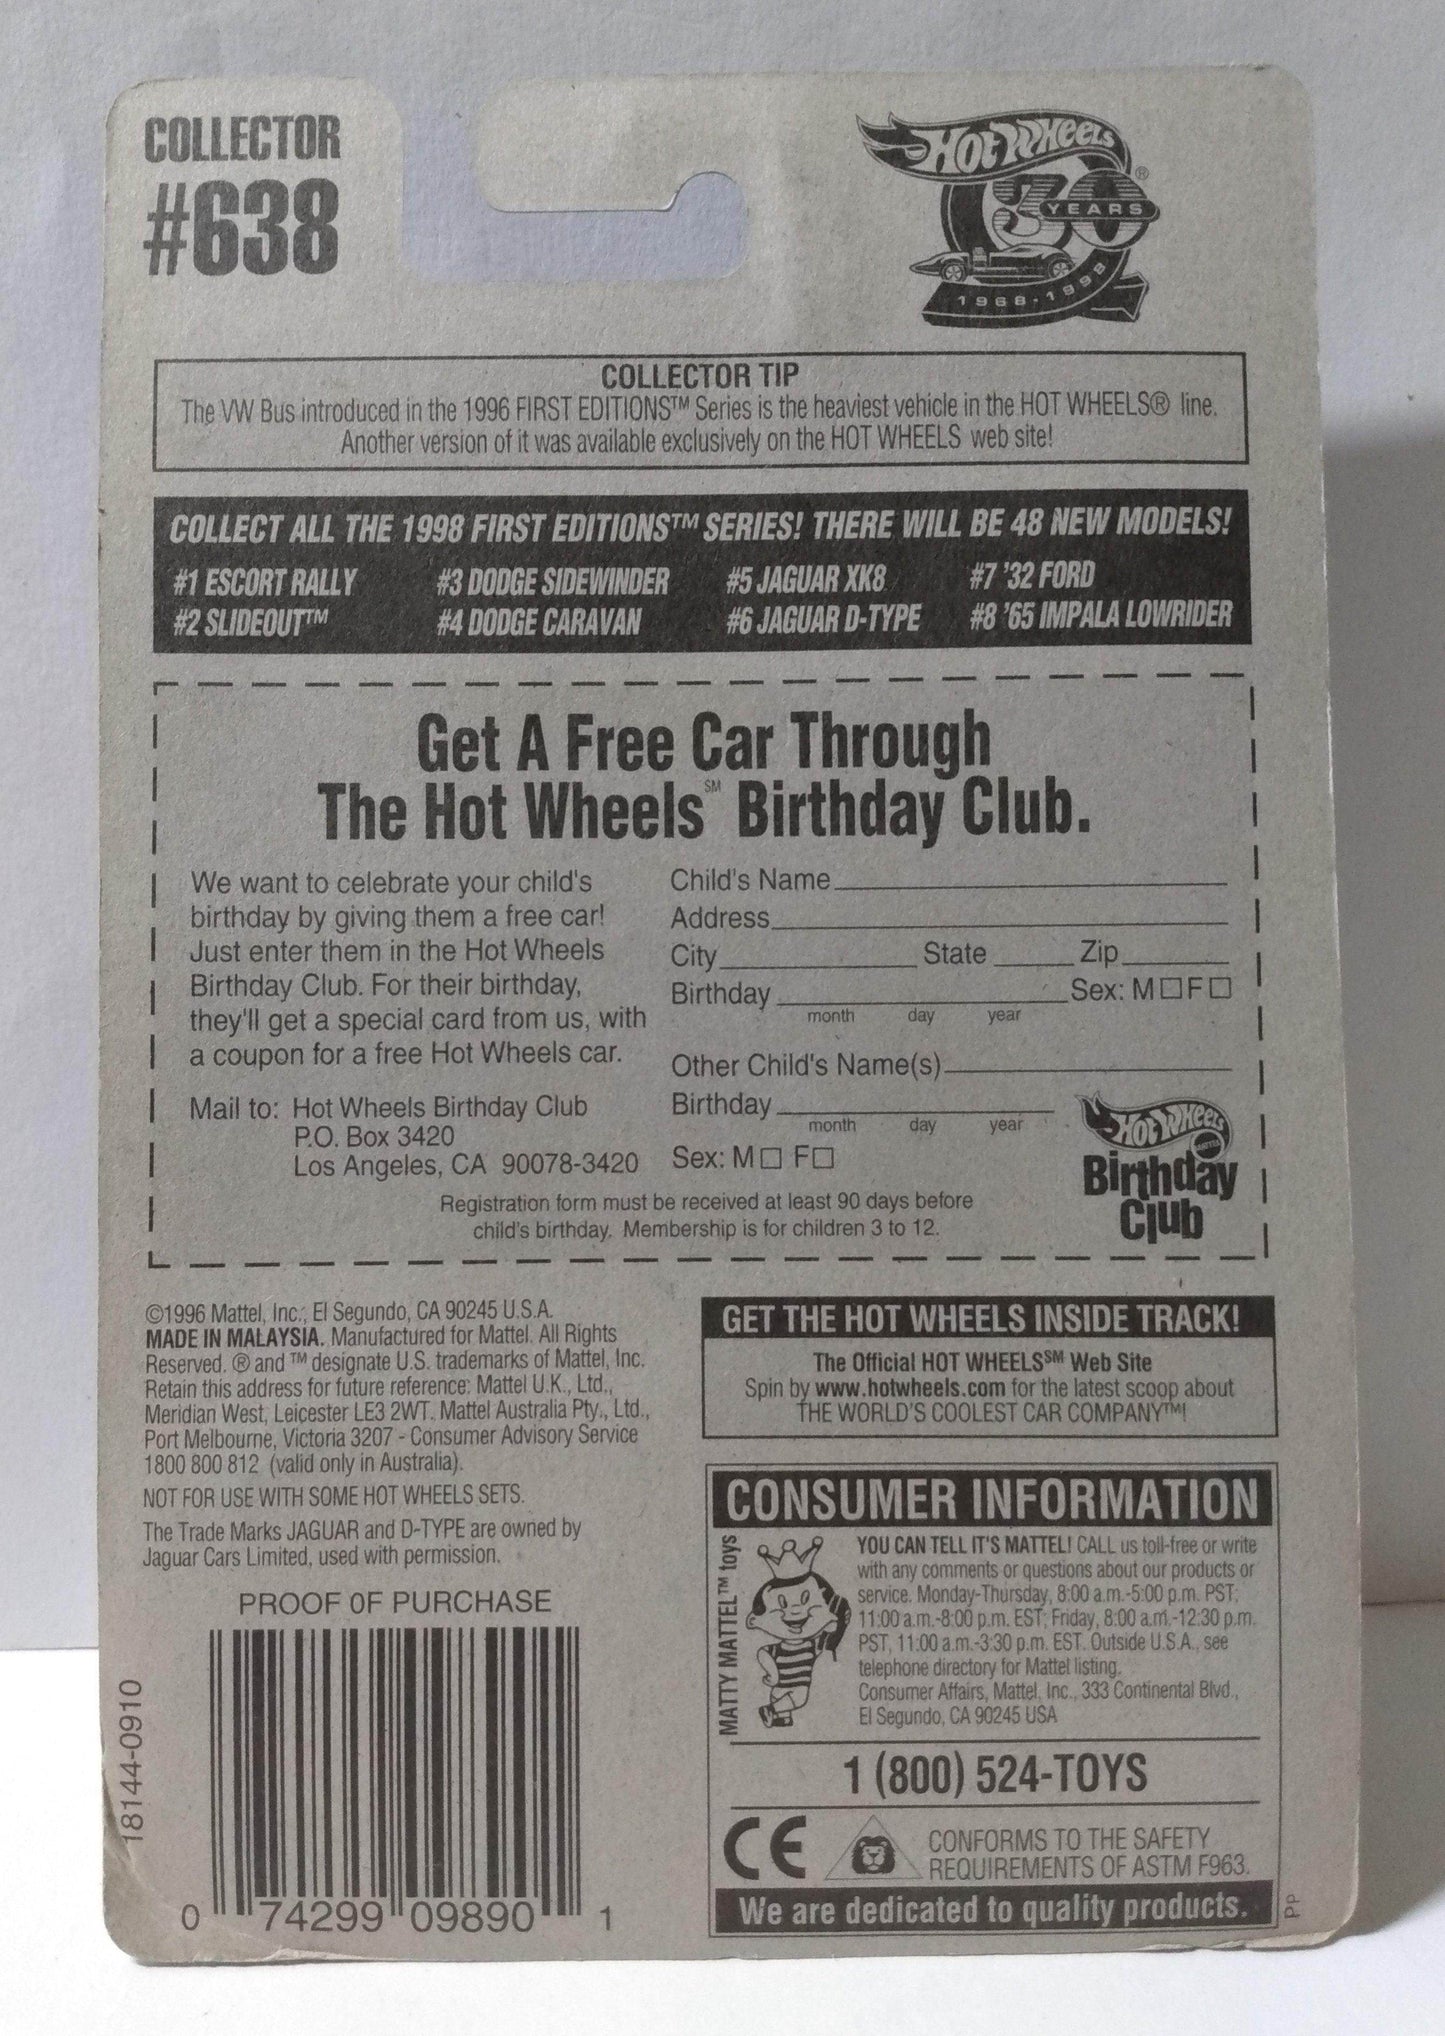 COLLECTOR
#638
HOT WHEELS®
30
YEARS
1968-1998
COLLECTOR TIP
The VW Bus introduced in the 1996 FIRST EDITIONS™ Series is the heaviest vehicle in the HOT WHEELS® line.
Another version of it was available exclusively on the HOT WHEELS web site!
COLLECT ALL THE 1998 FIRST EDITIONS™ SERIES! THERE WILL BE 48 NEW MODELS!
#1 ESCORT RALLY #3 DODGE SIDEWINDER #5 JAGUAR XK8 #7 '32 FORD
#2 SLIDEOUT™ #4 DODGE CARAVAN #6 JAGUAR D-TYPE #8 '65 IMPALA LOWRIDER
Get A Free Car Through
The Hot Wheels℠ Birthday Club.
We want to celebrate your child's
birthday by giving them a free car!
Just enter them in the Hot Wheels
Birthday Club. For their birthday,
they'll get a special card from us, with
a coupon for a free Hot Wheels car.
Mail to: Hot Wheels Birthday Club
P.O. Box 3420
Los Angeles, CA 90078-3420
Child's Name
Address
City State Zip
Birthday Sex: M☐ F☐
month day year
Other Child's Name(s)
Birthday
month day year
Sex: M☐ F☐
HOT WHEELS
MATTEL
Birthday
Club
Registration form must be received at least 90 days before
child's birthday. Membership is for children 3 to 12.
©1996 Mattel, Inc., El Segundo, CA 90245 U.S.A.
MADE IN MALAYSIA. Manufactured for Mattel. All Rights
Reserved. ® and ™ designate U.S. trademarks of Mattel, Inc.
Retain this address for future reference: Mattel U.K., Ltd.,
Meridian West, Leicester LE3 2WT. Mattel Australia Pty., Ltd.,
Port Melbourne, Victoria 3207 - Consumer Advisory Service
1800 800 812 (valid only in Australia).
NOT FOR USE WITH SOME HOT WHEELS SETS.
The Trade Marks JAGUAR and D-TYPE are owned by
Jaguar Cars Limited, used with permission.
PROOF OF PURCHASE
18144-0910
0 74299 09890 1
GET THE HOT WHEELS INSIDE TRACK!
The Official HOT WHEELS℠ Web Site
Spin by www.hotwheels.com for the latest scoop about
THE WORLD'S COOLEST CAR COMPANY™!
CONSUMER INFORMATION
MATTY MATTEL™ toys
YOU CAN TELL IT'S MATTEL! CALL us toll-free or write
with any comments or questions about our products or
service. Monday-Thursday, 8:00 a.m.-5:00 p.m. PST;
11:00 a.m.-8:00 p.m. EST; Friday, 8:00 a.m.-12:30 p.m.
PST, 11:00 a.m.-3:30 p.m. EST. Outside U.S.A., see
telephone directory for Mattel listing.
Consumer Affairs, Mattel, Inc., 333 Continental Blvd.,
El Segundo, CA 90245 USA
1 (800) 524-TOYS
CE
CONFORMS TO THE SAFETY
REQUIREMENTS OF ASTM F963.
We are dedicated to quality products.
PP